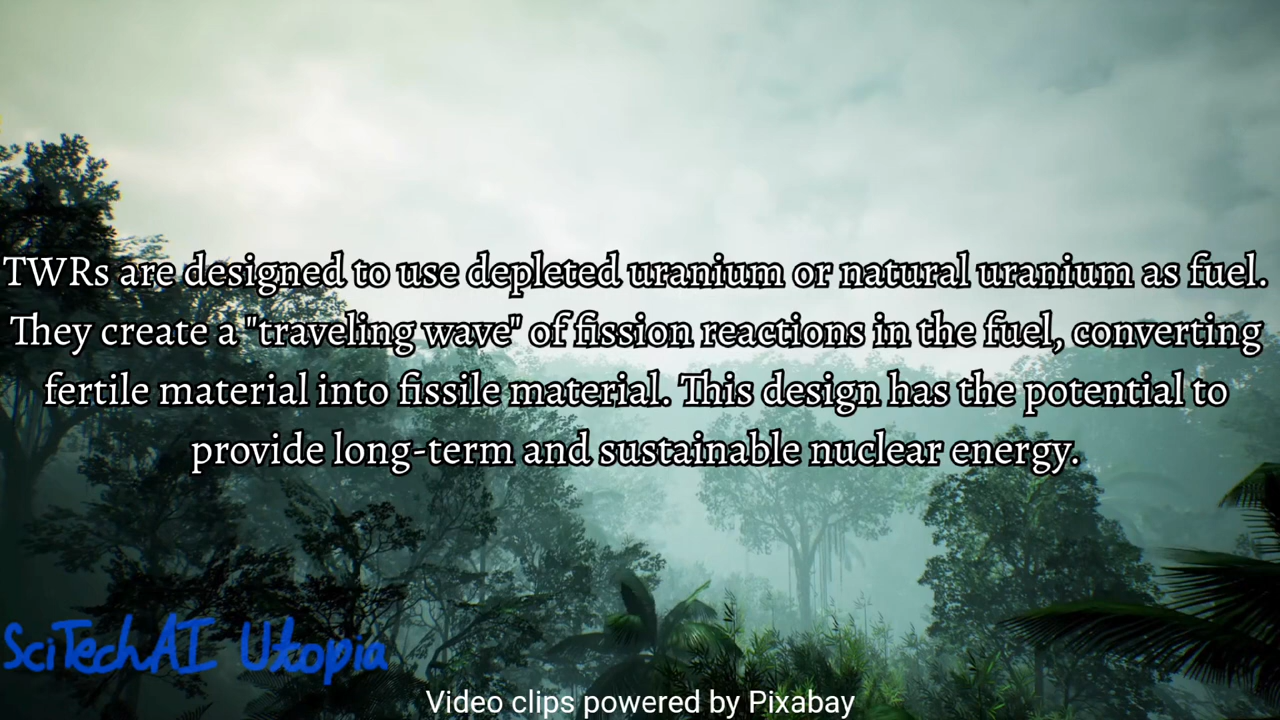 TWRs are designed to use depleted uranium or natural uranium as fuel.
They create a "traveling wave" of fission reactions in the fuel, converting
fertile material into fissile material. This design has the potential to
provide long-term and sustainable nuclear energy.
SciTechAI Utopia
Video clips powered by Pixabay